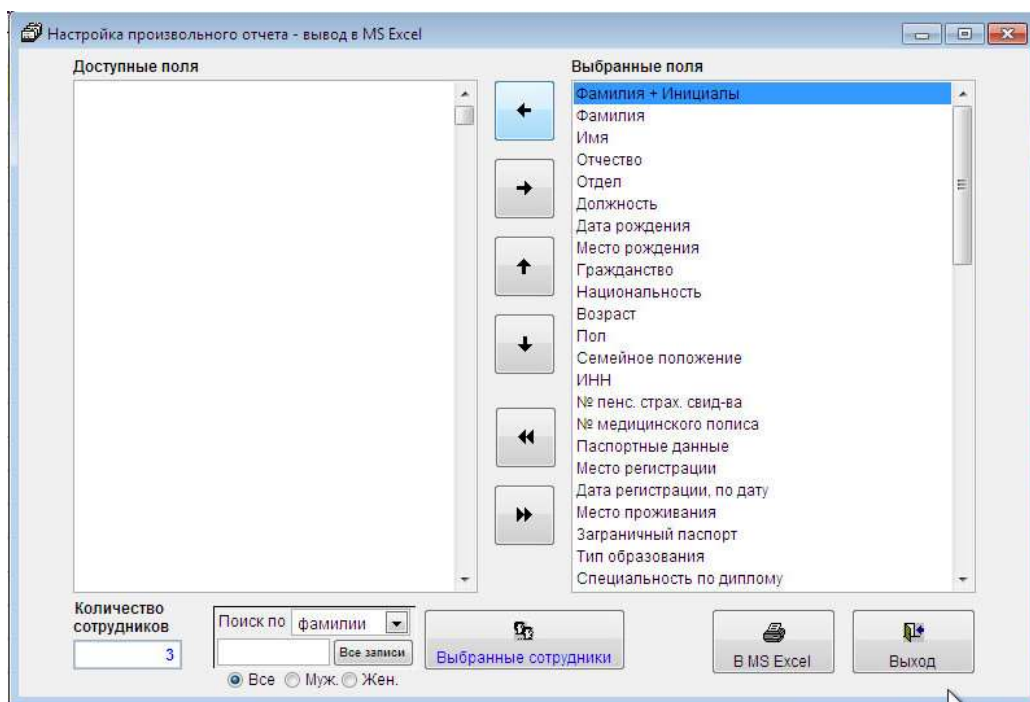 Настройка произвольного отчета - вывод в MS Excel
Доступные поля
Выбранные поля
Фамилия + Инициалы
Фамилия
Имя
Отчество
Отдел
Должность
Дата рождения
Место рождения
Гражданство
Национальность
Возраст
Пол
Семейное положение
ИНН
№ пенс. страх. свид-ва
№ медицинского полиса
Паспортные данные
Место регистрации
Дата регистрации, по дату
Место проживания
Заграничный паспорт
Тип образования
Специальность по диплому
Количество
сотрудников
3
Поиск по фамилии
Все записи
Все Муж. Жен.
Выбранные сотрудники
В MS Excel
Выход